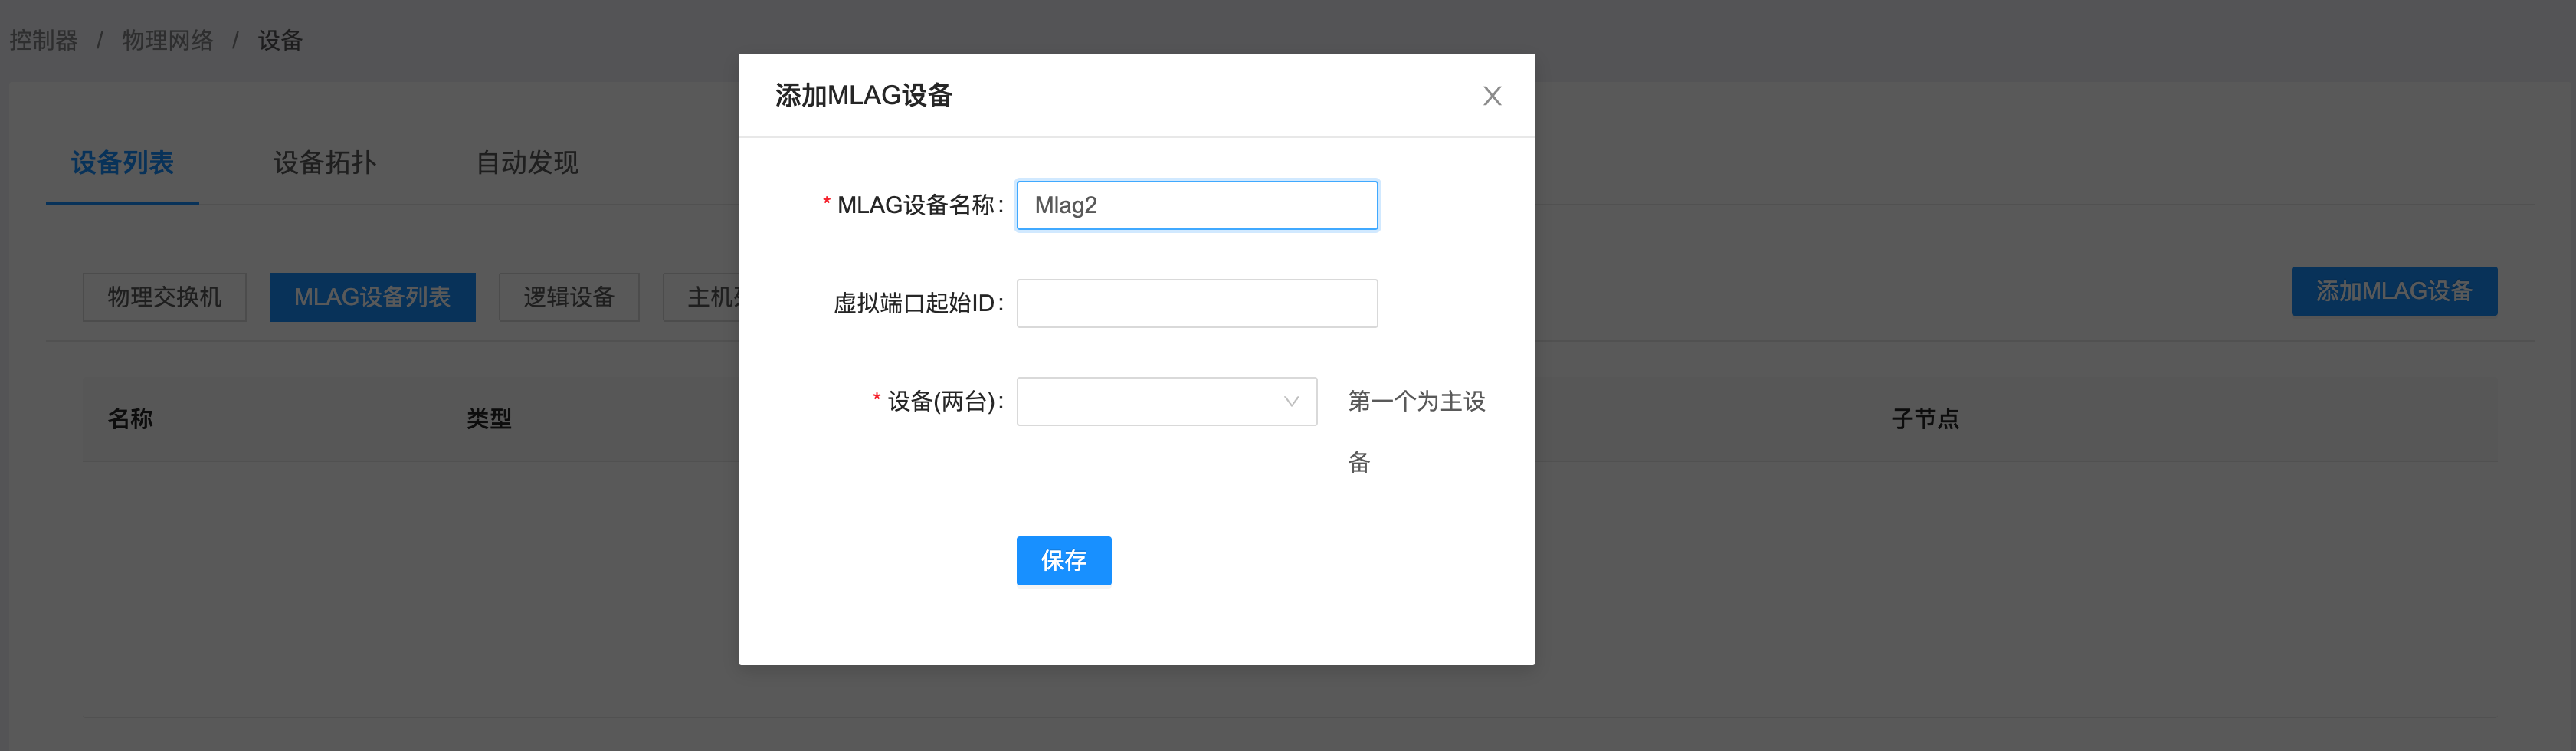 控制器 / 物理网络 / 设备
添加MLAG设备
设备列表 设备拓扑 自动发现
* MLAG设备名称: Mlag2
物理交换机 MLAG设备列表 逻辑设备 主机
添加MLAG设备
虚拟端口起始ID:
* 设备(两台): 第一个为主设
备
名称 类型 子节点
保存